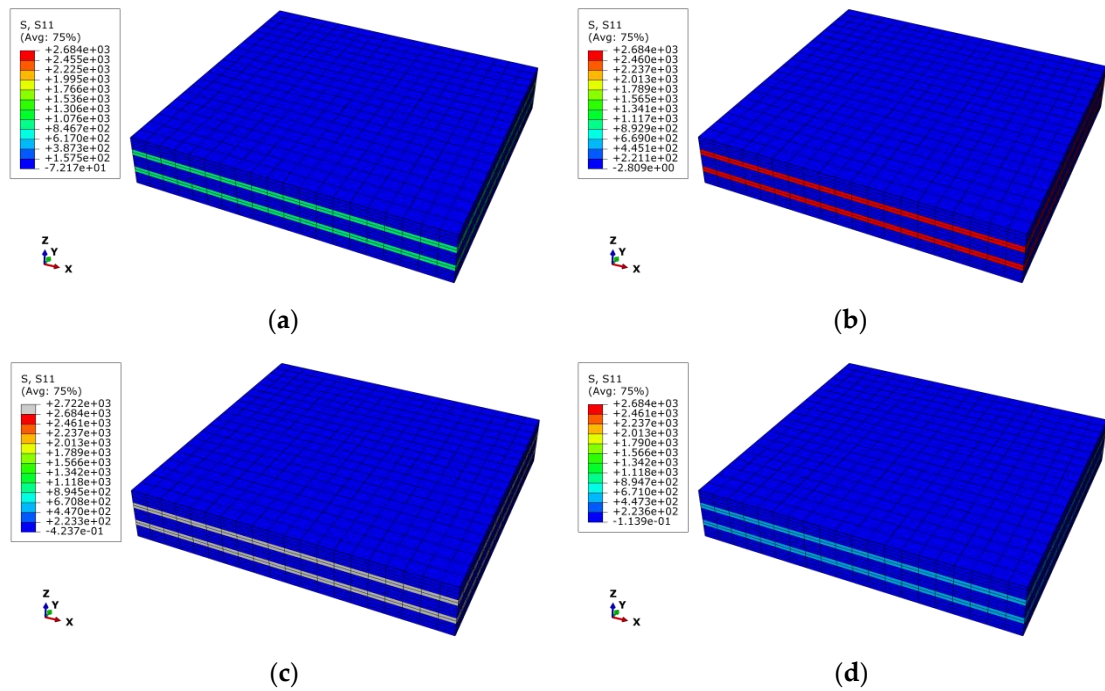 S, S11
(Avg: 75%)
+2.684e+03
+2.455e+03
+2.225e+03
+1.995e+03
+1.766e+03
+1.536e+03
+1.306e+03
+1.076e+03
+8.467e+02
+6.170e+02
+3.873e+02
+1.575e+02
-7.217e+01
Z
Y
X
(a)
S, S11
(Avg: 75%)
+2.684e+03
+2.460e+03
+2.237e+03
+2.013e+03
+1.789e+03
+1.565e+03
+1.341e+03
+1.117e+03
+8.929e+02
+6.690e+02
+4.451e+02
+2.211e+02
-2.809e+00
Z
Y
X
(b)
S, S11
(Avg: 75%)
+2.722e+03
+2.684e+03
+2.461e+03
+2.237e+03
+2.013e+03
+1.789e+03
+1.566e+03
+1.342e+03
+1.118e+03
+8.945e+02
+6.708e+02
+4.470e+02
+2.233e+02
-4.237e-01
Z
Y
X
(c)
S, S11
(Avg: 75%)
+2.684e+03
+2.461e+03
+2.237e+03
+2.013e+03
+1.790e+03
+1.566e+03
+1.342e+03
+1.118e+03
+8.947e+02
+6.710e+02
+4.473e+02
+2.236e+02
-1.139e-01
Z
Y
X
(d)